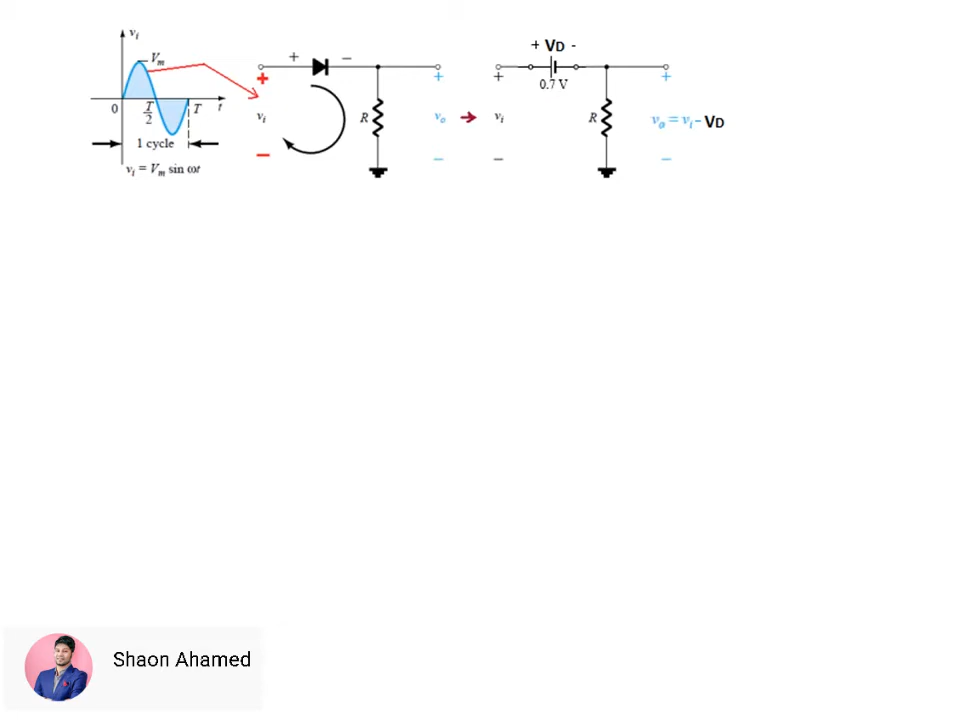 vi
Vm
0
T/2
T
t
1 cycle
vi = Vm sin ωt
+
−
+
vi
−
R
+
vo
−
+ VD -
0.7 V
+
vi
−
R
+
vo = vi - VD
−
Shaon Ahamed